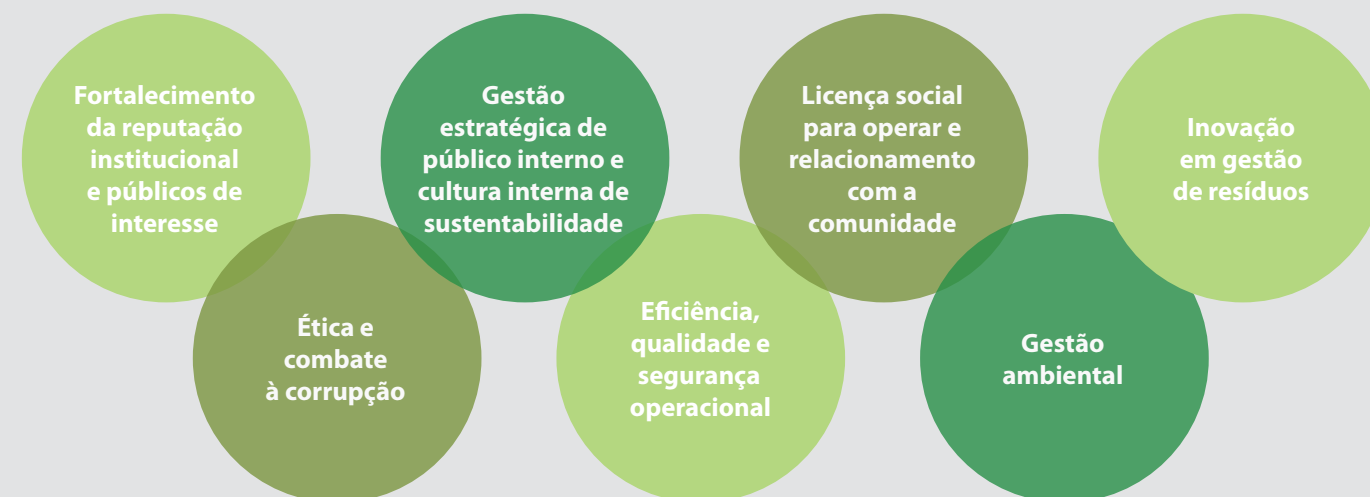 Fortalecimento
da reputação
institucional
e públicos de
interesse
Gestão
estratégica de
público interno e
cultura interna de
sustentabilidade
Licença social
para operar e
relacionamento
com a
comunidade
Inovação
em gestão
de resíduos
Ética e
combate
à corrupção
Eficiência,
qualidade e
segurança
operacional
Gestão
ambiental